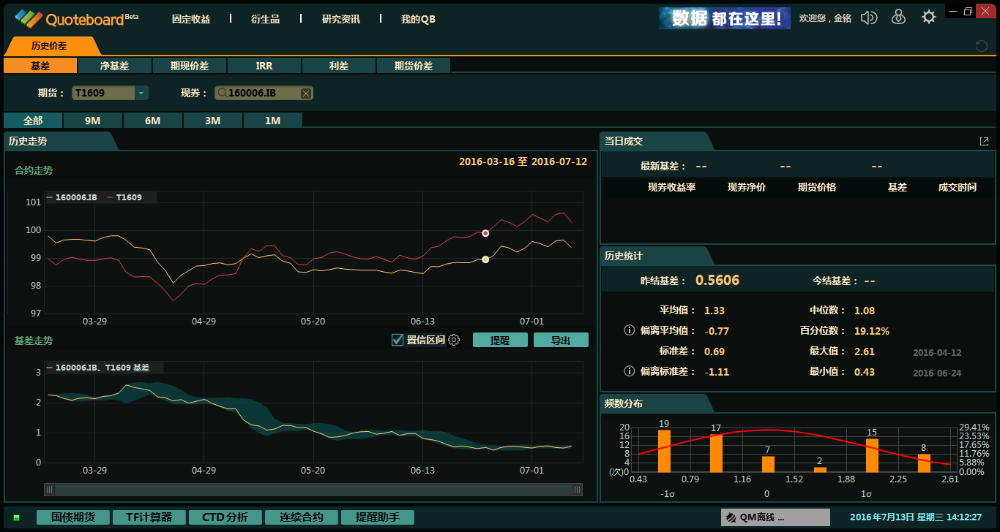 Quoteboard Beta 固定收益 衍生品 研究资讯 我的QB 数据 都在这里! 欢迎您 , 金铭
历史价差
基差 净基差 期现价差 IRR 利差 期货价差
期货： T1609 现券： 160006.IB
全部 9M 6M 3M 1M
历史走势
2016-03-16 至 2016-07-12
合约走势
160006.IB T1609
101
100
99
98
97
03-29 04-29 05-20 06-13 07-01
基差走势 置信区间 提醒 导出
160006.IB、T1609 基差
3
2
1
0
03-29 04-29 05-20 06-13 07-01
当日成交
最新基差： -- -- --
现券收益率 现券净价 期货价格 基差 成交时间
历史统计
昨结基差： 0.5606 今结基差： --
平均值： 1.33 中位数： 1.08
偏离平均值： -0.77 百分位数： 19.12%
标准差： 0.69 最大值： 2.61 2016-04-12
偏离标准差： -1.11 最小值： 0.43 2016-06-24
频数分布
20 16 12 8 4 (次)0
19 17 7 2 15 8
29.41% 23.53% 17.65% 11.76% 5.88% 0.00%
0.43 0.79 1.16 1.52 1.88 2.25 2.61
-1σ 0 1σ
国债期货 TF计算器 CTD分析 连续合约 提醒助手 QM离线 ... 2016年7月13日 星期三 14:12:27